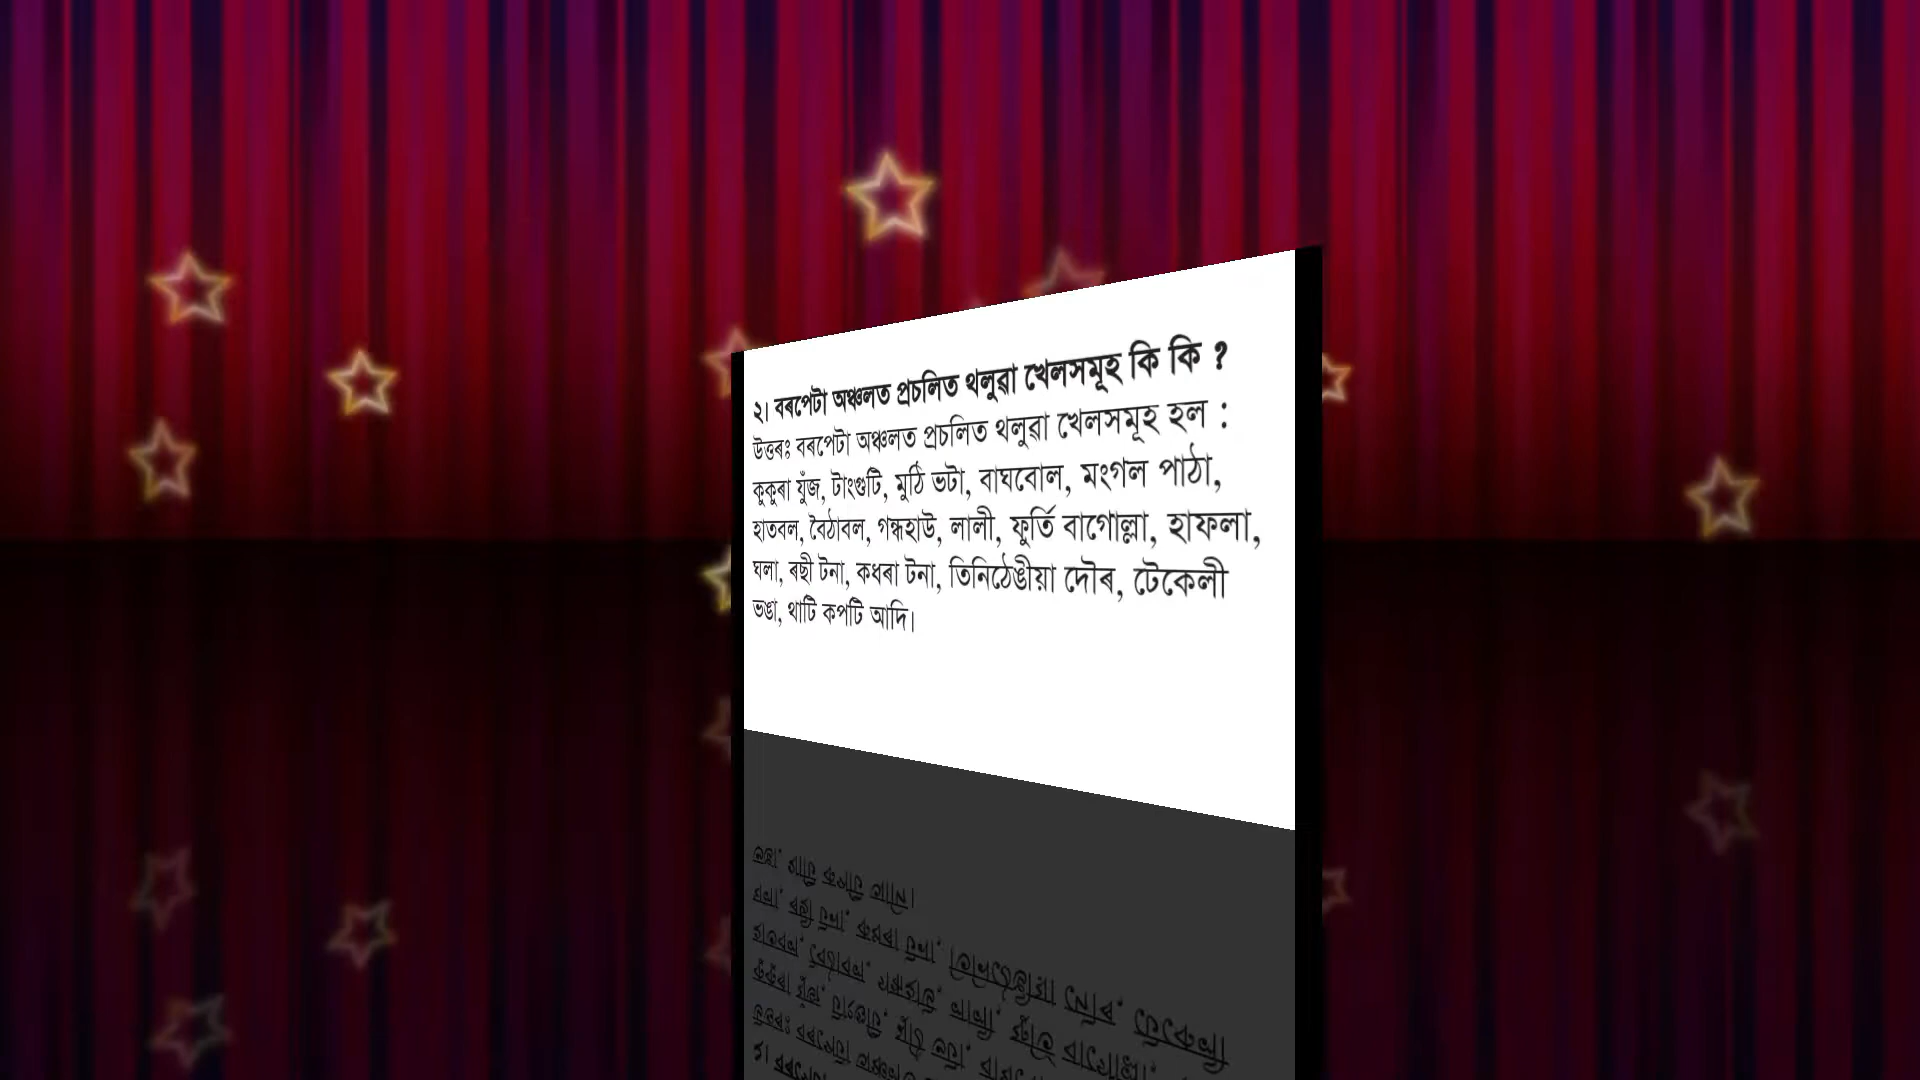 ২। বৰপেটা অঞ্চলত প্ৰচলিত থলুৱা খেলসমূহ কি কি ?
উত্তৰঃ বৰপেটা অঞ্চলত প্ৰচলিত থলুৱা খেলসমূহ হল :
কুকুৰা যুঁজ, টাংগুটি, মুঠি ভটা, বাঘবোল, মংগল পাঠা,
হাতবল, বৈঠাবল, গন্ধহাউ, লালী, ফুৰ্তি বাগোল্লা, হাফলা,
ঘলা, ৰছী টনা, কধৰা টনা, তিনিঠেঙীয়া দৌৰ, টেকেলী
ভঙা, থাটি কপটি আদি।